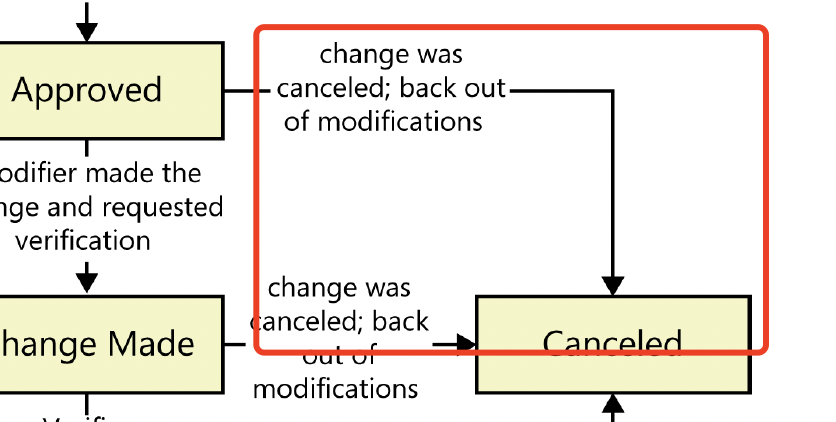 change was
Approved
canceled; back out
of modifications
odifier made the
nge and requested
verification
change was
canceled; back
hange Made
Canceled
out of
modifications